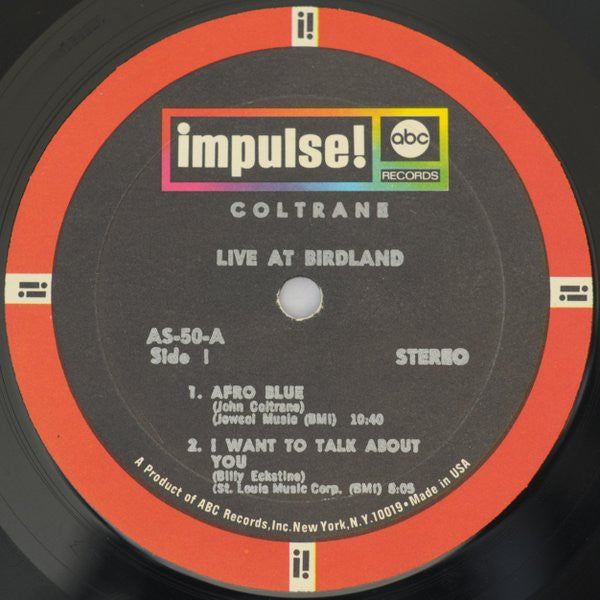 i!
impulse!
abc
RECORDS
COLTRANE
LIVE AT BIRDLAND
i!
i!
AS-50-A
Side 1
STEREO
1. AFRO BLUE
(John Coltrane)
(Jowcol Music (BMI) 10:40
2. I WANT TO TALK ABOUT
YOU
(Billy Eckstine)
(St. Louis Music Corp. (BMI) 8:05
A Product of ABC Records, Inc. New York, N.Y. 10019 • Made in USA
i!